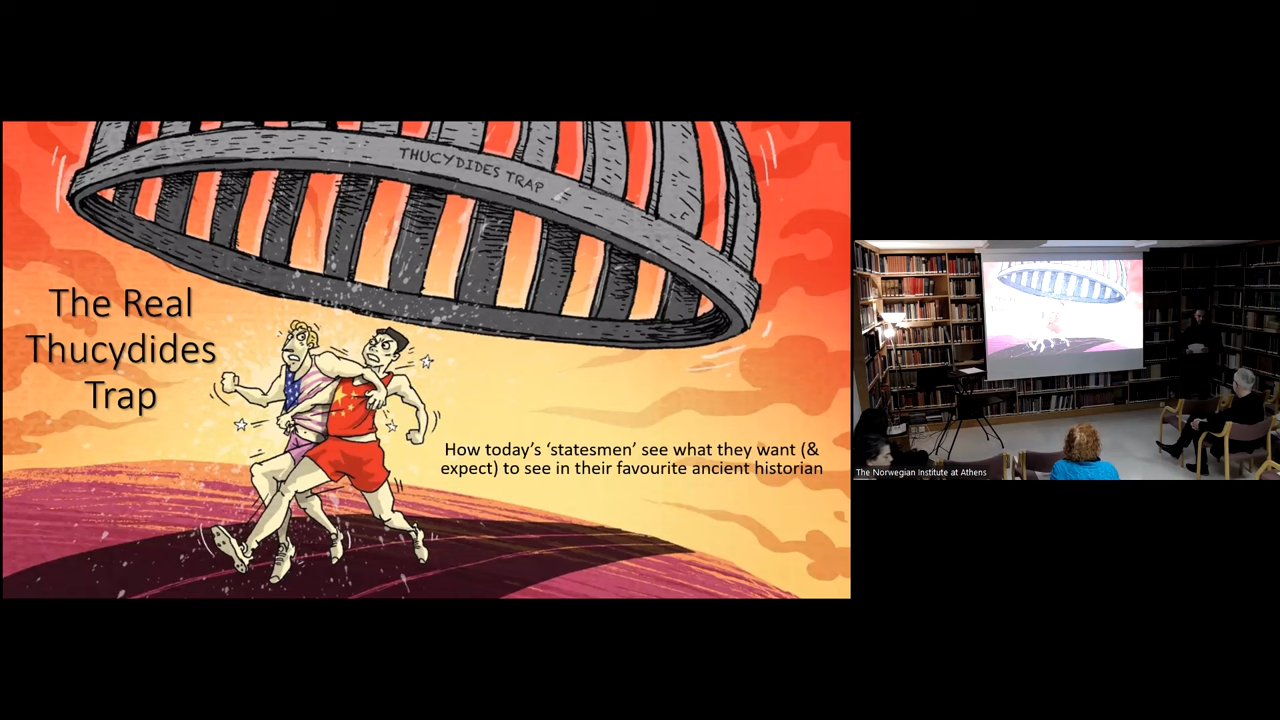 THUCYDIDES TRAP
The Real
Thucydides
Trap
How today's ‘statesmen’ see what they want (&
expect) to see in their favourite ancient historian
The Norwegian Institute at Athens